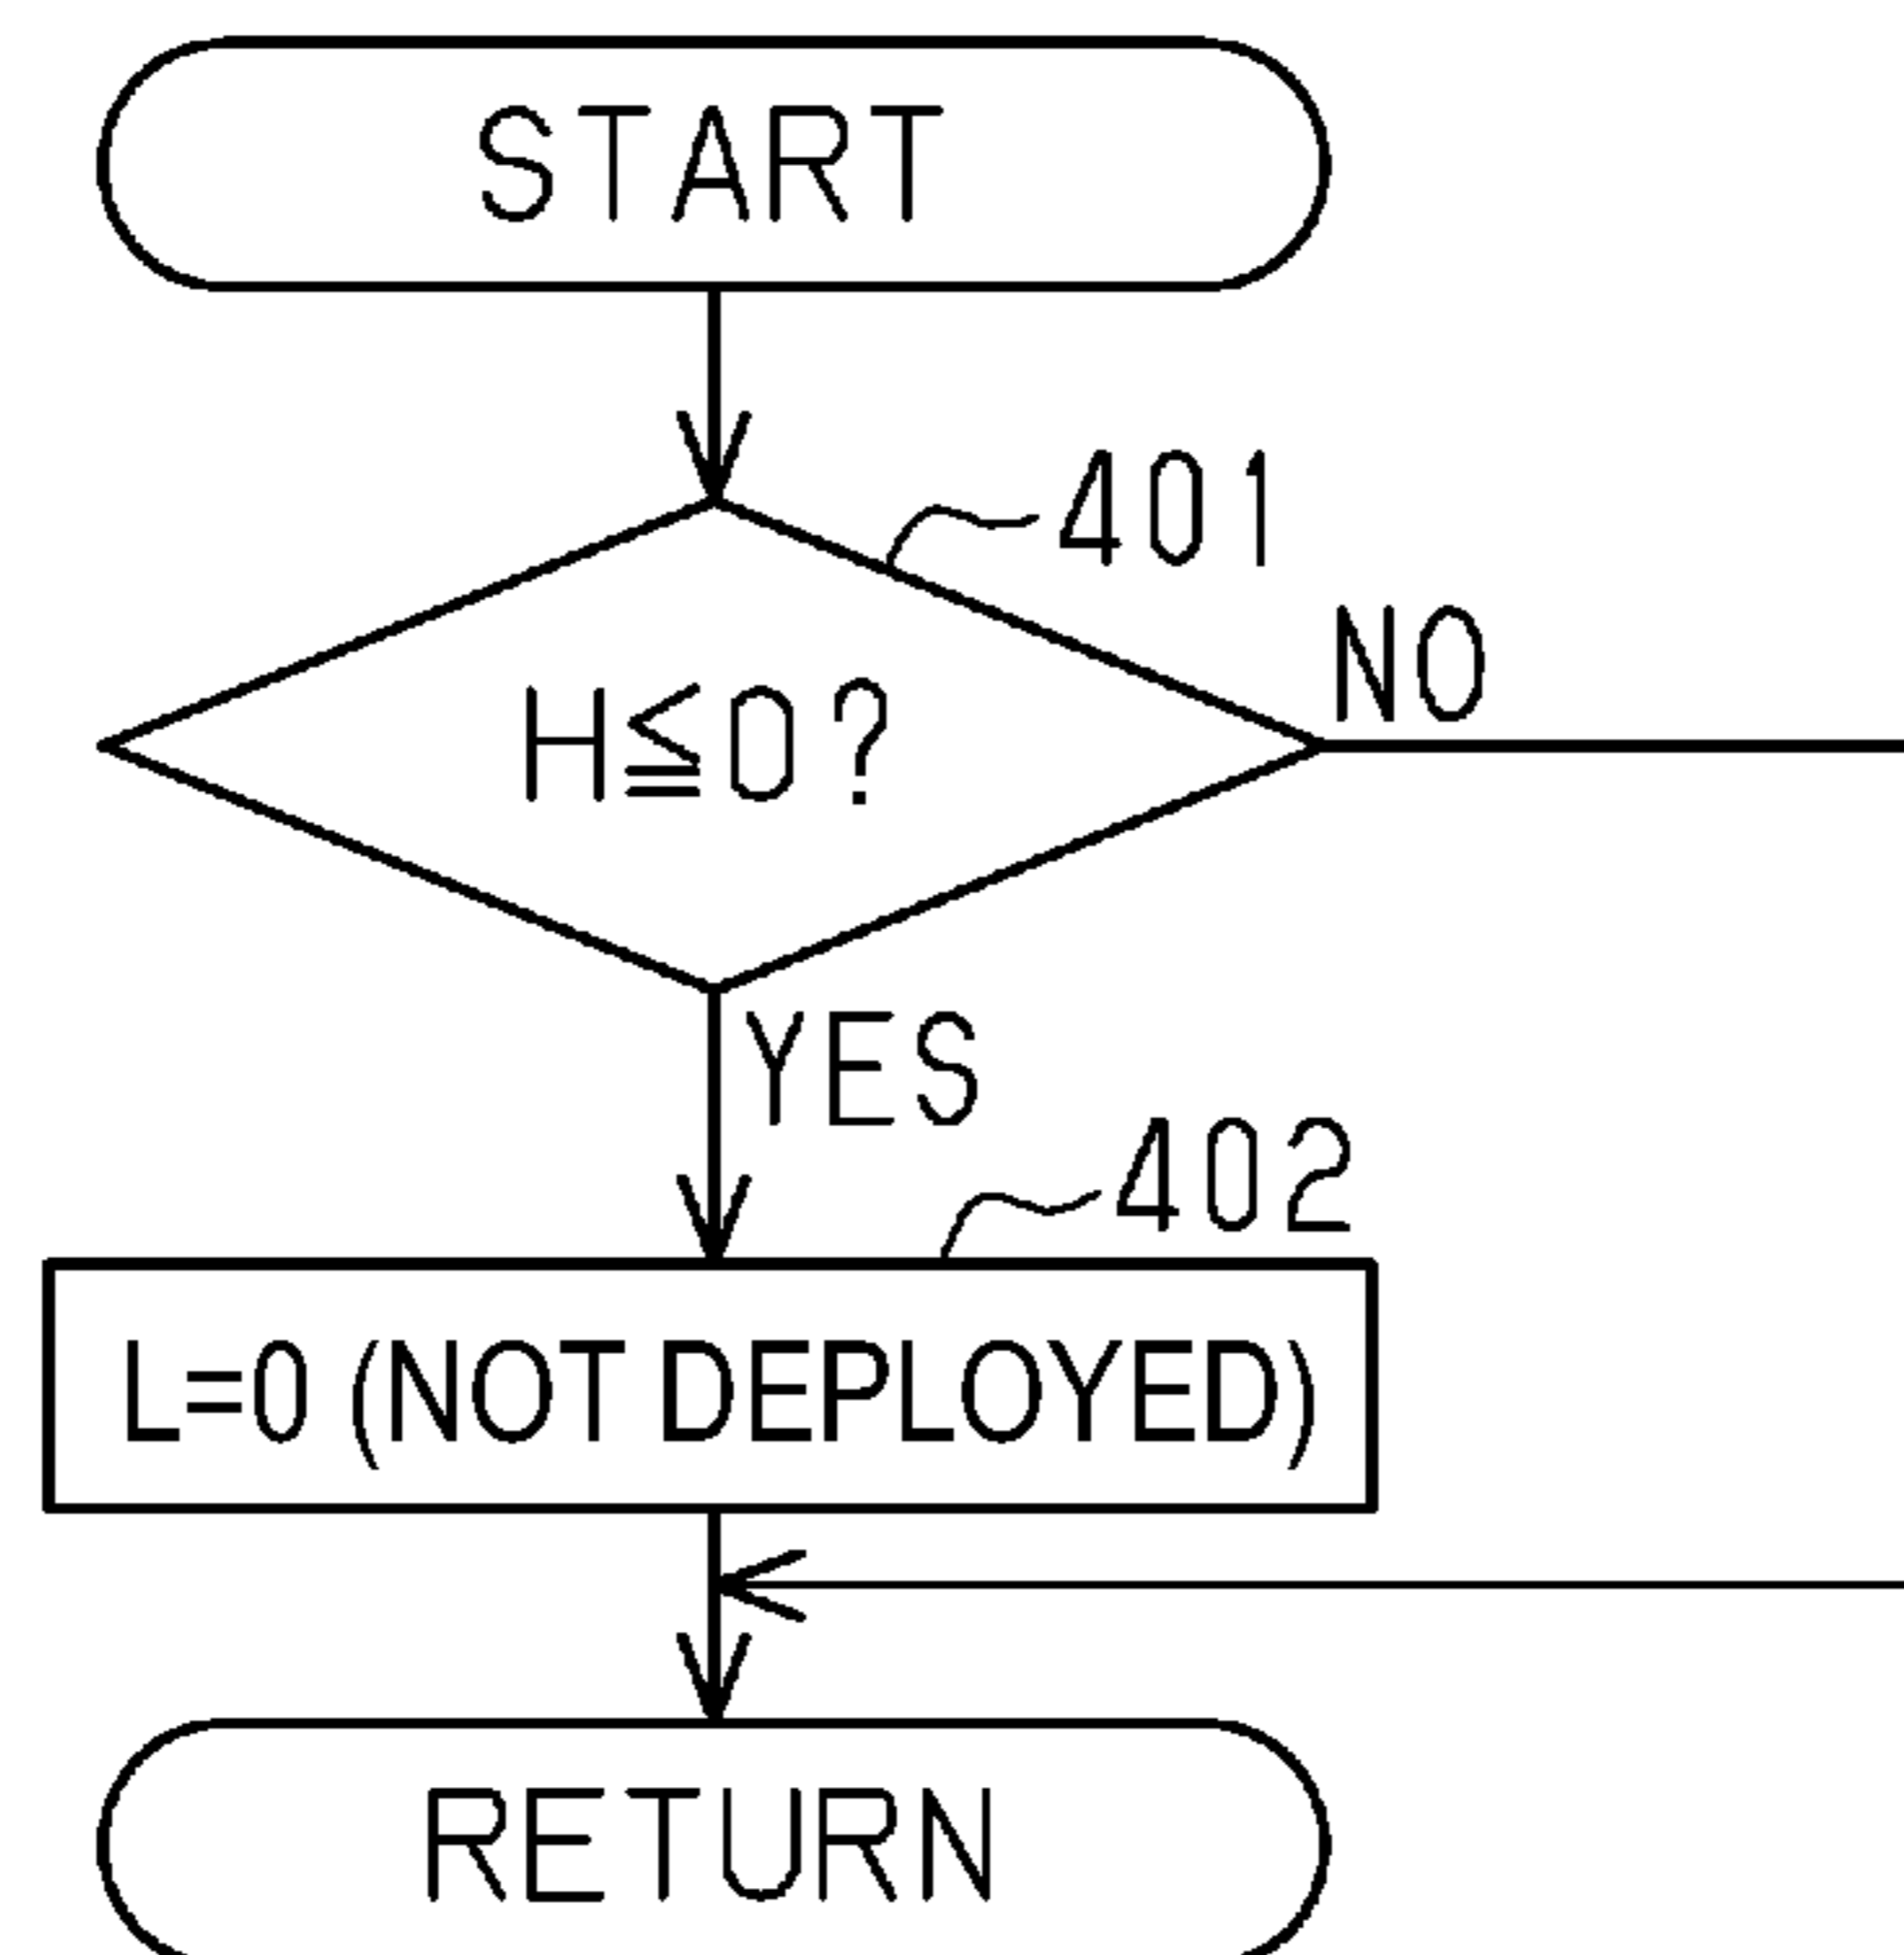 START
401
NO
H≦0?
YES
402
L=0 (NOT DEPLOYED)
RETURN